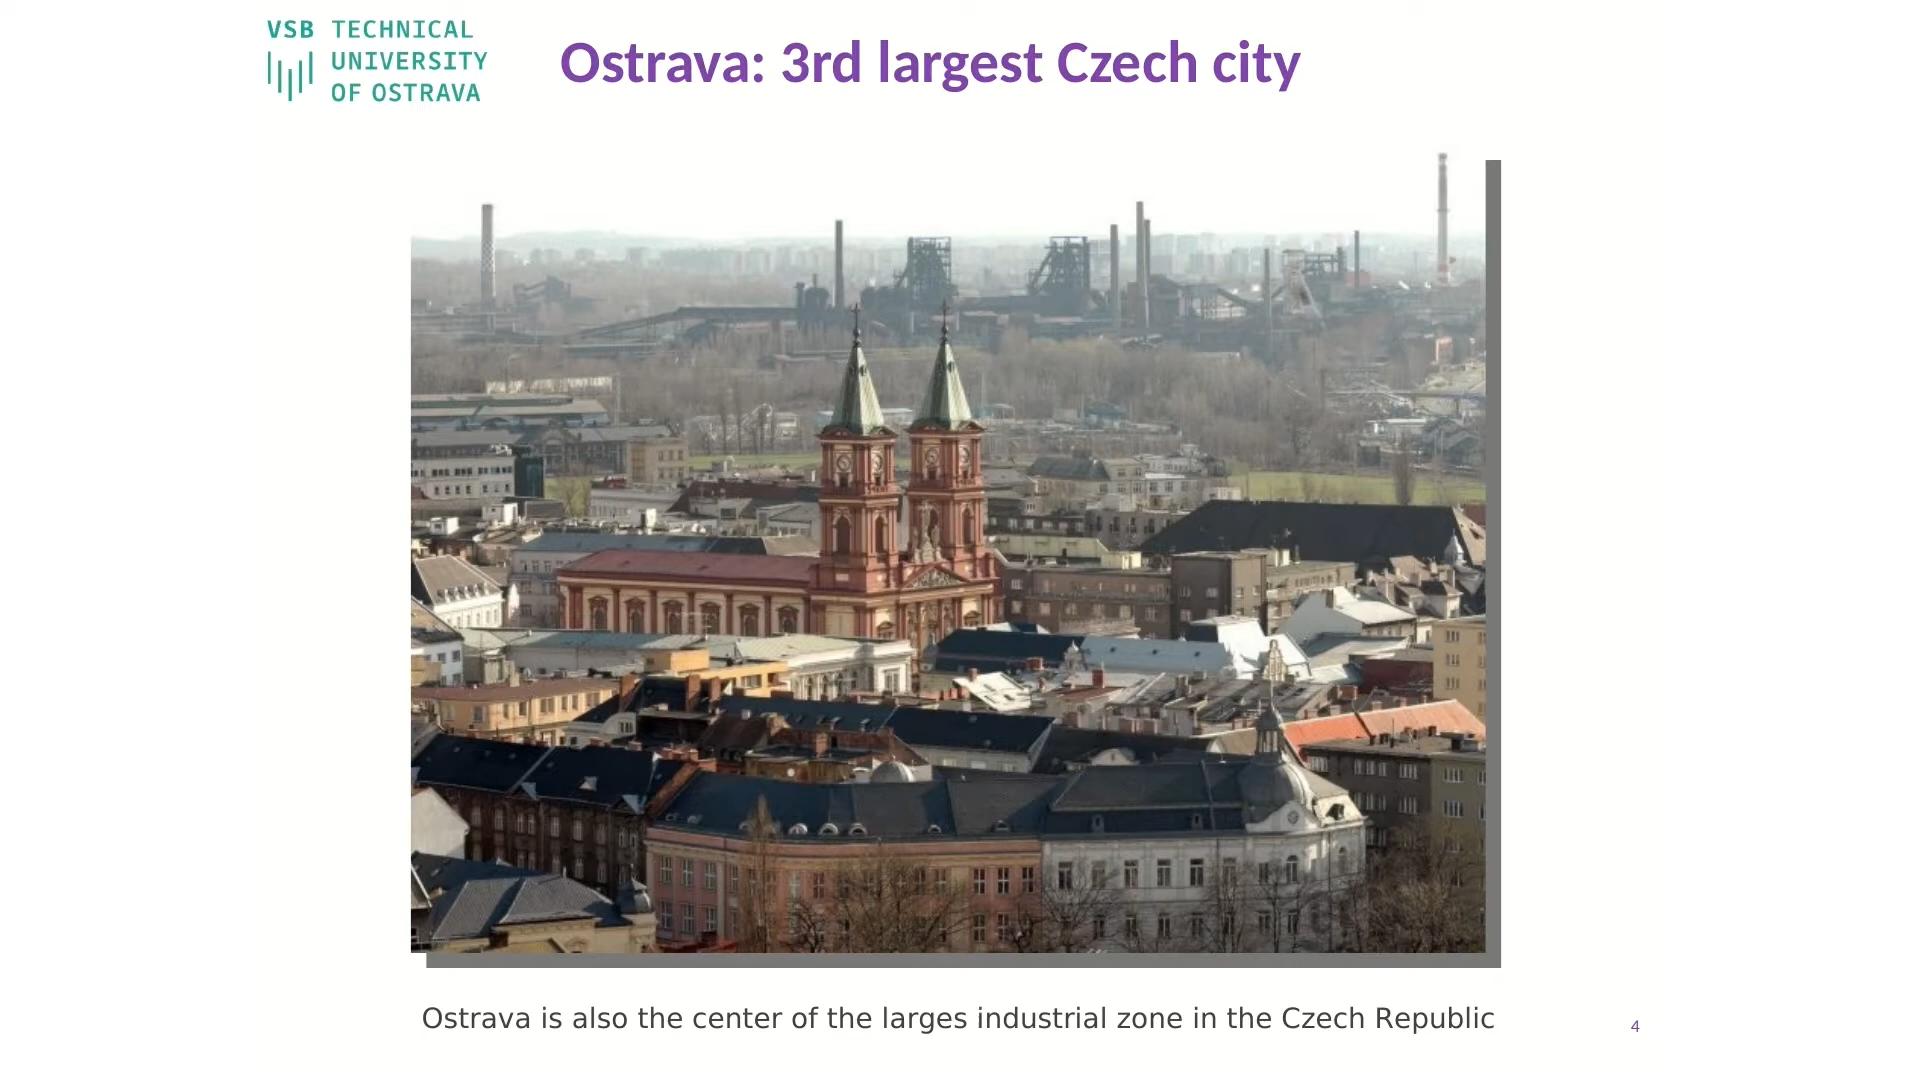 VSB TECHNICAL
UNIVERSITY
OF OSTRAVA
Ostrava: 3rd largest Czech city
Ostrava is also the center of the larges industrial zone in the Czech Republic
4